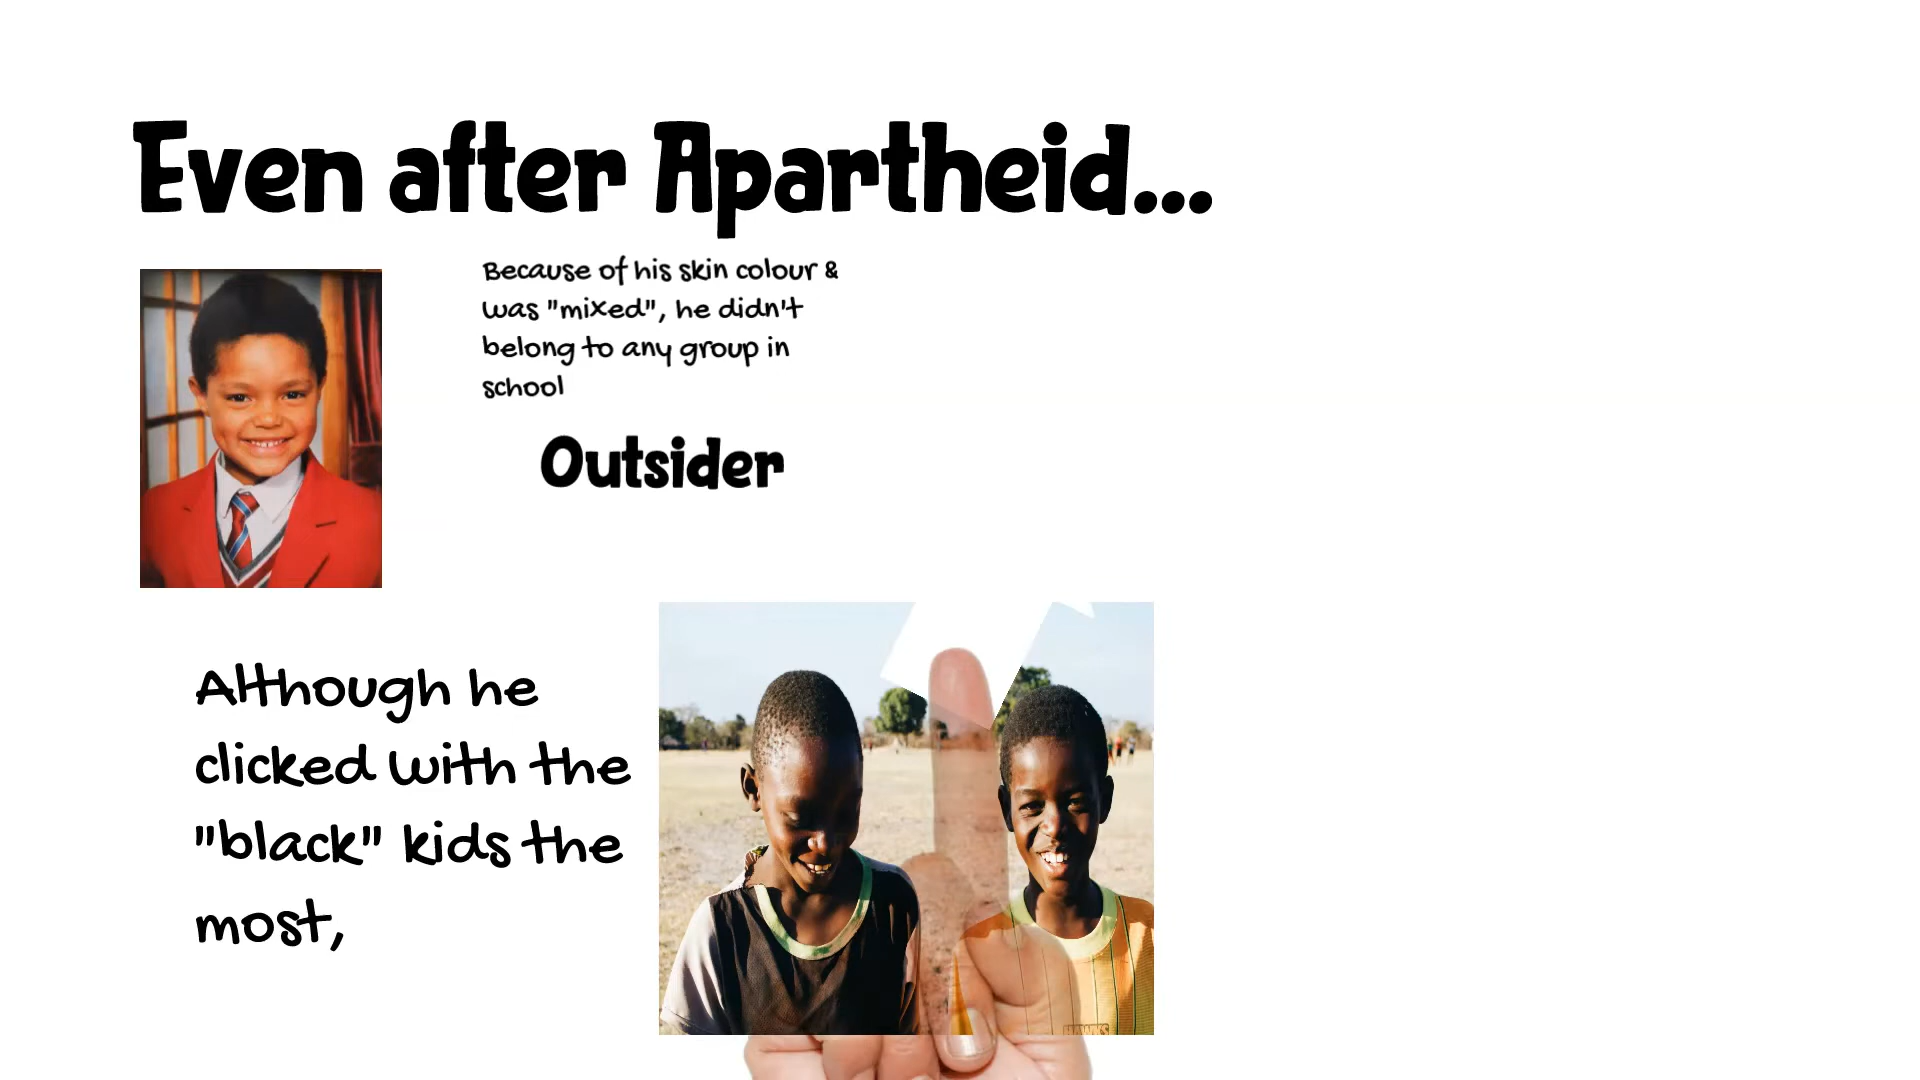 Even after Apartheid...
Because of his skin colour &
was "mixed", he didn't
belong to any group in
school
Outsider
Although he
clicked with the
"black" kids the
most,